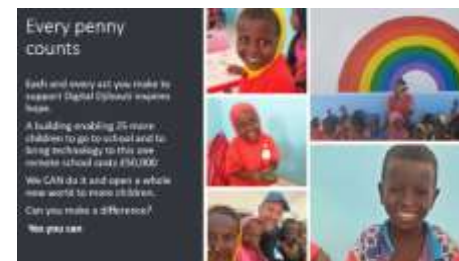 Every penny
counts
Each and every act you make to
support Digital Djibouti inspires
hope.
A building enabling 25 more
children to go to school and to
bring technology to this one
remote school costs £50,000
We CAN do it and open a whole
new world to more children.
Can you make a difference?
Yes you can